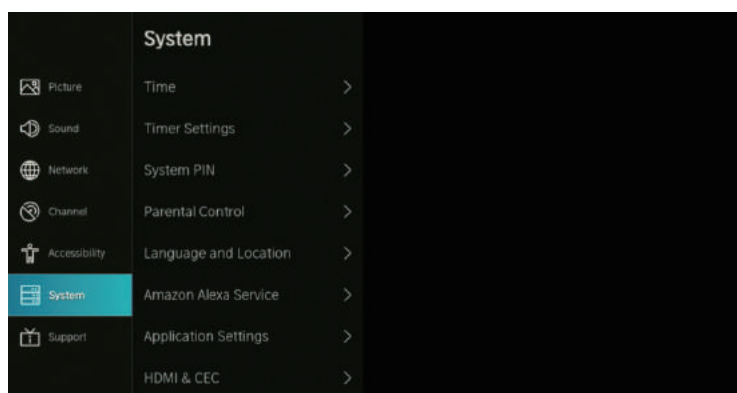 System
Picture
Time
Sound
Timer Settings
Network
System PIN
Channel
Parental Control
Accessibility
Language and Location
System
Amazon Alexa Service
Support
Application Settings
HDMI & CEC